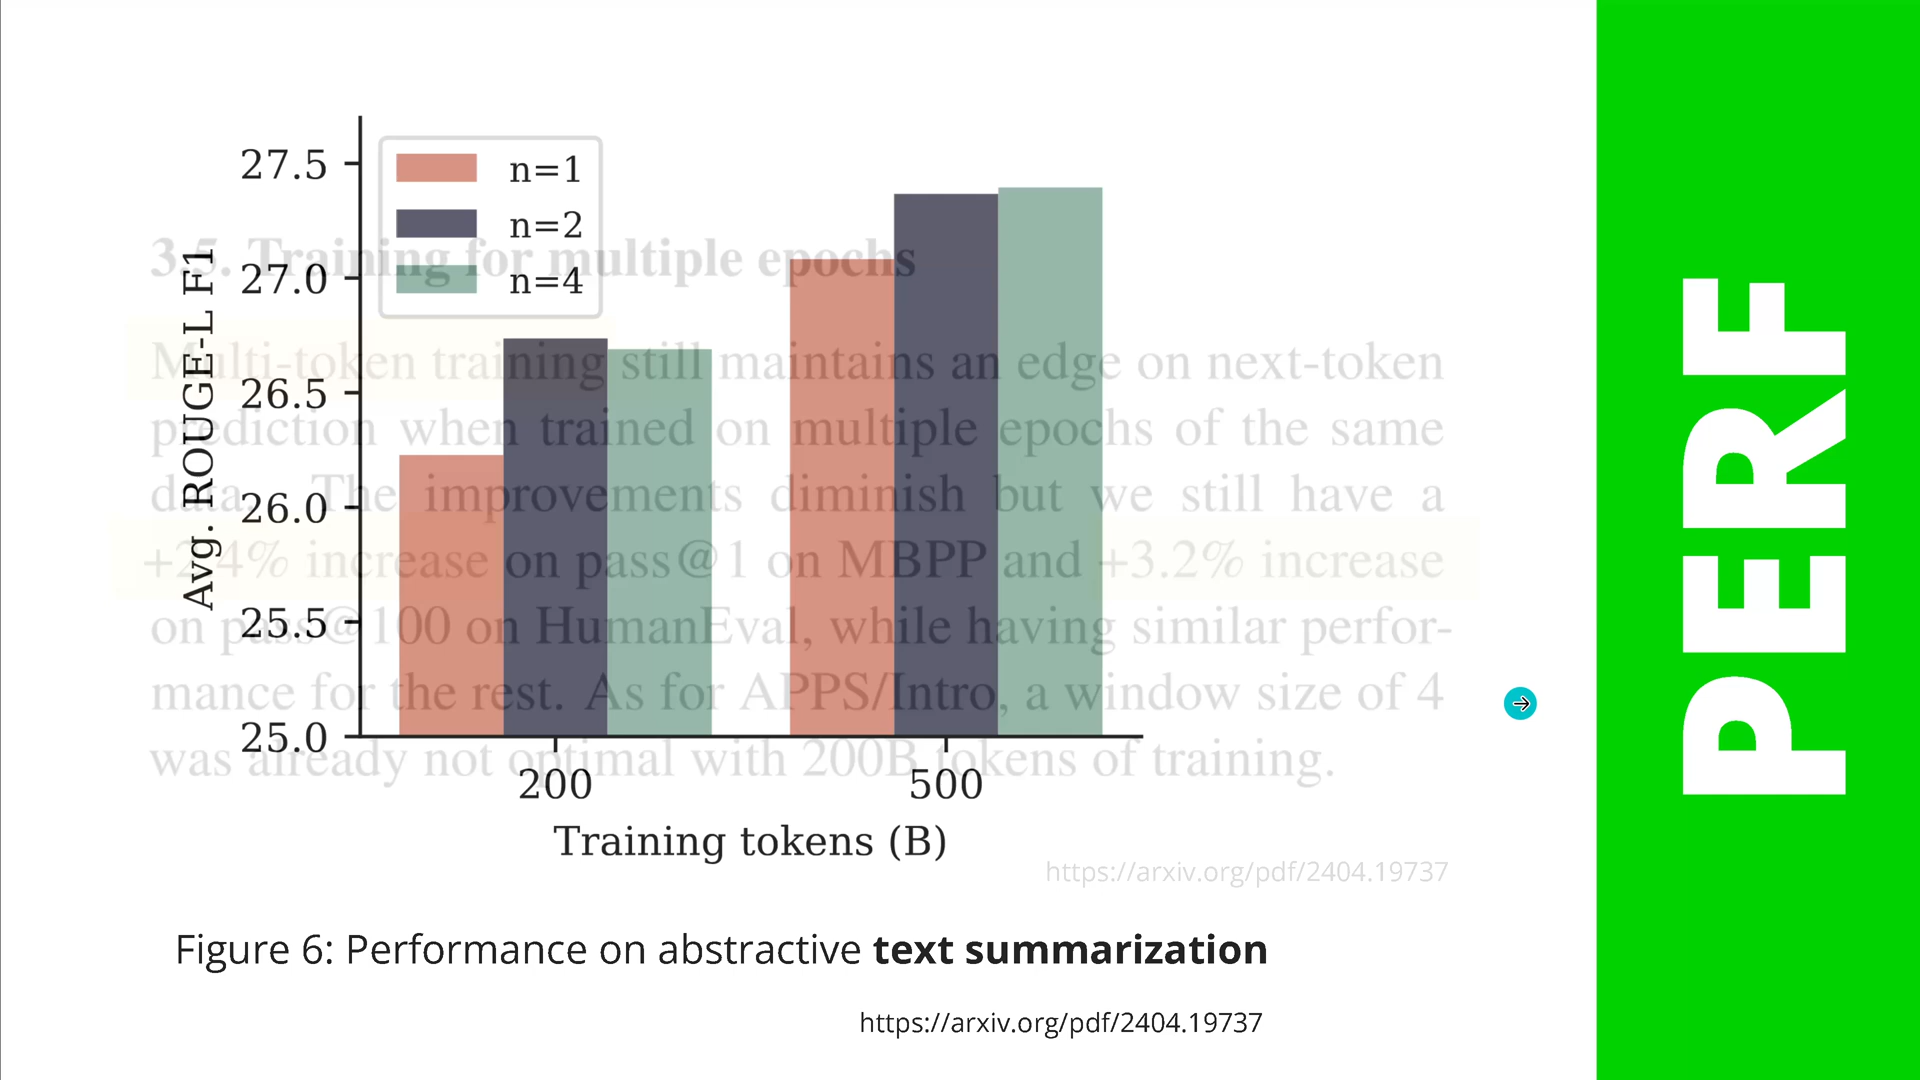 27.5
27.0
26.5
26.0
25.5
25.0
Avg. ROUGE-L F1
n=1
n=2
n=4
200
500
Training tokens (B)
3.5. Training for multiple epochs
Multi-token training still maintains an edge on next-token
prediction when trained on multiple epochs of the same
data. The improvements diminish but we still have a
+2.4% increase on pass@1 on MBPP and +3.2% increase
on pass@100 on HumanEval, while having similar perfor-
mance for the rest. As for APPS/Intro, a window size of 4
was already not optimal with 200B tokens of training.
https://arxiv.org/pdf/2404.19737
Figure 6: Performance on abstractive text summarization
https://arxiv.org/pdf/2404.19737
PERF